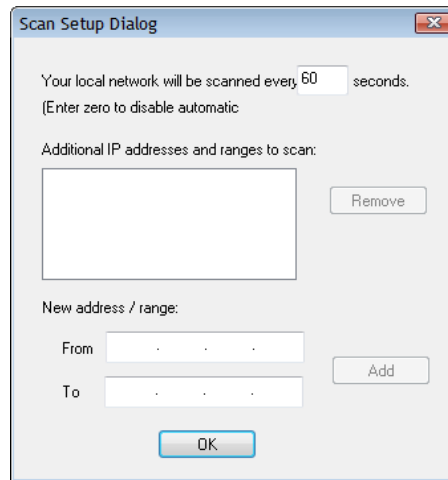 Scan Setup Dialog
Your local network will be scanned every 60 seconds.
(Enter zero to disable automatic
Additional IP addresses and ranges to scan:
Remove
New address / range:
From . . .
Add
To . . .
OK